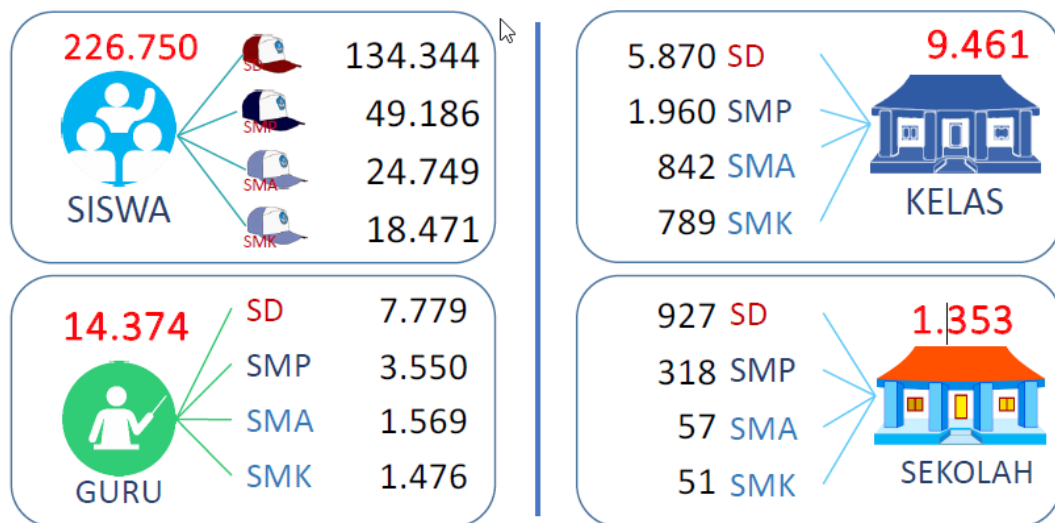 226.750
SISWA
SD 134.344
SMP 49.186
SMA 24.749
SMK 18.471
14.374
GURU
SD 7.779
SMP 3.550
SMA 1.569
SMK 1.476
5.870 SD
1.960 SMP
842 SMA
789 SMK
9.461
KELAS
927 SD
318 SMP
57 SMA
51 SMK
1.353
SEKOLAH